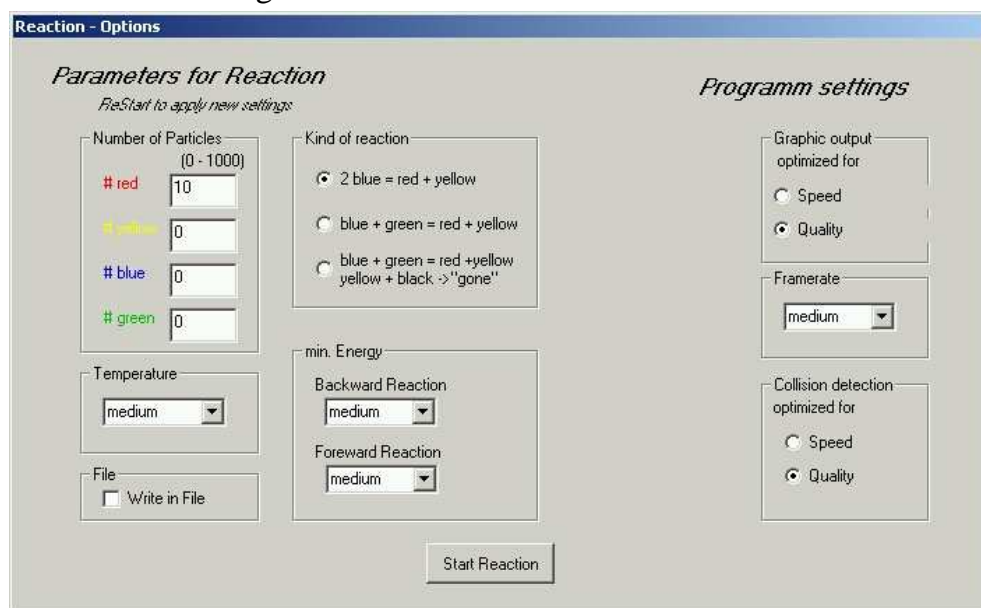 Reaction - Options
Parameters for Reaction
ReStart to apply new settings
Programm settings
Number of Particles
(0 - 1000)
# red
10
# yellow
0
# blue
0
# green
0
Kind of reaction
2 blue = red + yellow
blue + green = red + yellow
blue + green = red +yellow
yellow + black ->"gone"
Temperature
medium
File
Write in File
min. Energy
Backward Reaction
medium
Foreward Reaction
medium
Graphic output
optimized for
Speed
Quality
Framerate
medium
Collision detection
optimized for
Speed
Quality
Start Reaction